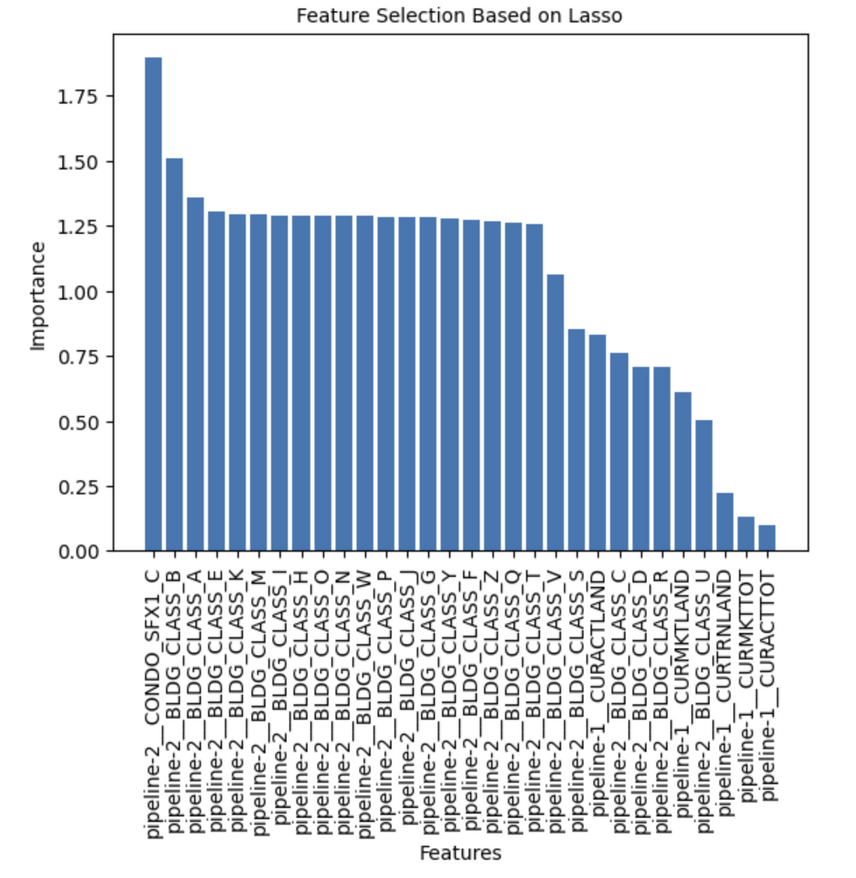 Feature Selection Based on Lasso
Importance
1.75
1.50
1.25
1.00
0.75
0.50
0.25
0.00
pipeline-2__CONDO_SFX1_C
pipeline-2__BLDG_CLASS_B
pipeline-2__BLDG_CLASS_A
pipeline-2__BLDG_CLASS_E
pipeline-2__BLDG_CLASS_K
pipeline-2__BLDG_CLASS_M
pipeline-2__BLDG_CLASS_I
pipeline-2__BLDG_CLASS_H
pipeline-2__BLDG_CLASS_O
pipeline-2__BLDG_CLASS_N
pipeline-2__BLDG_CLASS_W
pipeline-2__BLDG_CLASS_P
pipeline-2__BLDG_CLASS_J
pipeline-2__BLDG_CLASS_G
pipeline-2__BLDG_CLASS_Y
pipeline-2__BLDG_CLASS_F
pipeline-2__BLDG_CLASS_Z
pipeline-2__BLDG_CLASS_Q
pipeline-2__BLDG_CLASS_T
pipeline-2__BLDG_CLASS_V
pipeline-2__BLDG_CLASS_S
pipeline-1__CURACTLAND
pipeline-2__BLDG_CLASS_C
pipeline-2__BLDG_CLASS_D
pipeline-2__BLDG_CLASS_R
pipeline-1__CURMKTLAND
pipeline-2__BLDG_CLASS_U
pipeline-1__CURTRNLAND
pipeline-1__CURMKTTOT
pipeline-1__CURACTTOT
Features